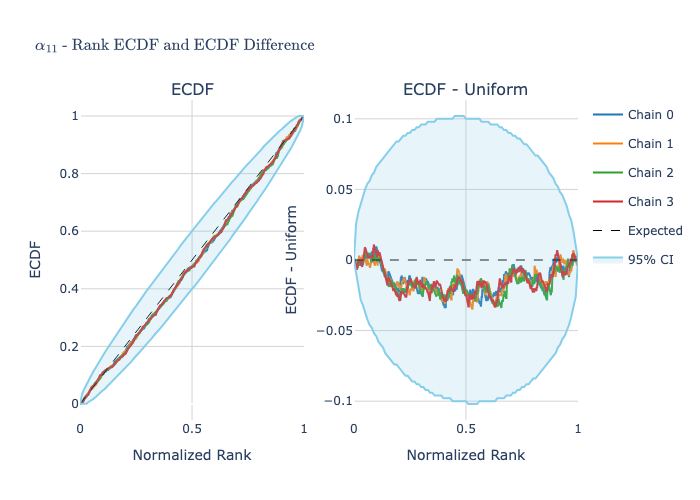 α₁₁ - Rank ECDF and ECDF Difference
ECDF
ECDF - Uniform
1
0.8
0.6
0.4
0.2
0
ECDF
0
0.5
1
Normalized Rank
0.1
0.05
0
−0.05
−0.1
ECDF - Uniform
0
0.5
1
Normalized Rank
Chain 0
Chain 1
Chain 2
Chain 3
Expected
95% CI